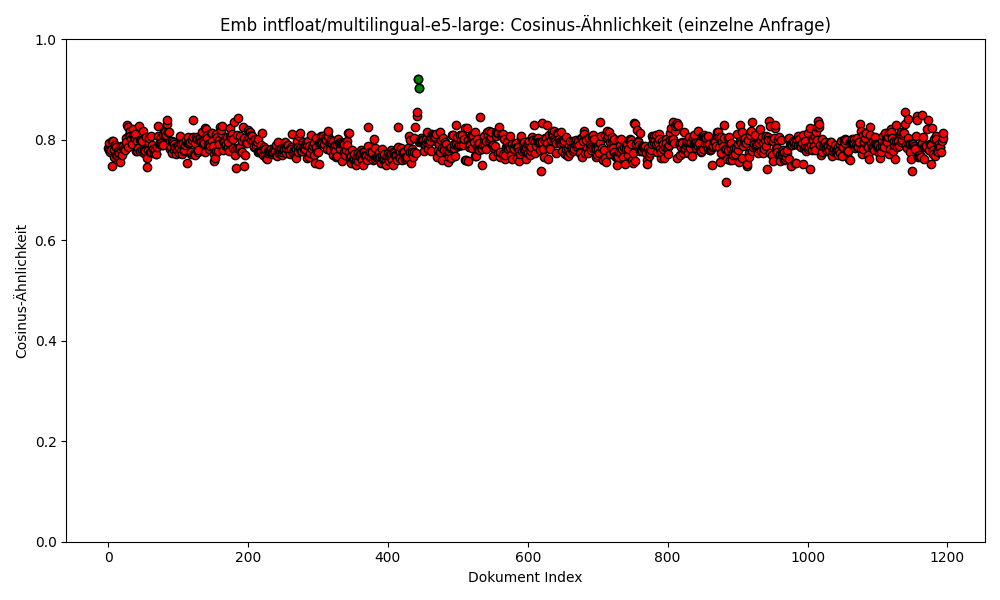 Emb intfloat/multilingual-e5-large: Cosinus-Ähnlichkeit (einzelne Anfrage)
1.0
0.8
0.6
0.4
0.2
0.0
Cosinus-Ähnlichkeit
0 200 400 600 800 1000 1200
Dokument Index